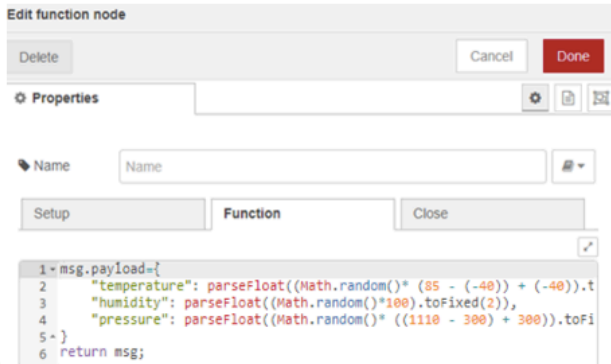 Edit function node
Delete Cancel Done
Properties
Name Name
Setup Function Close
1 msg.payload={
2 "temperature": parseFloat((Math.random()* (85 - (-40)) + (-40)).t
3 "humidity": parseFloat((Math.random()*100).toFixed(2)),
4 "pressure": parseFloat((Math.random()* ((1110 - 300) + 300)).toFi
5 }
6 return msg;